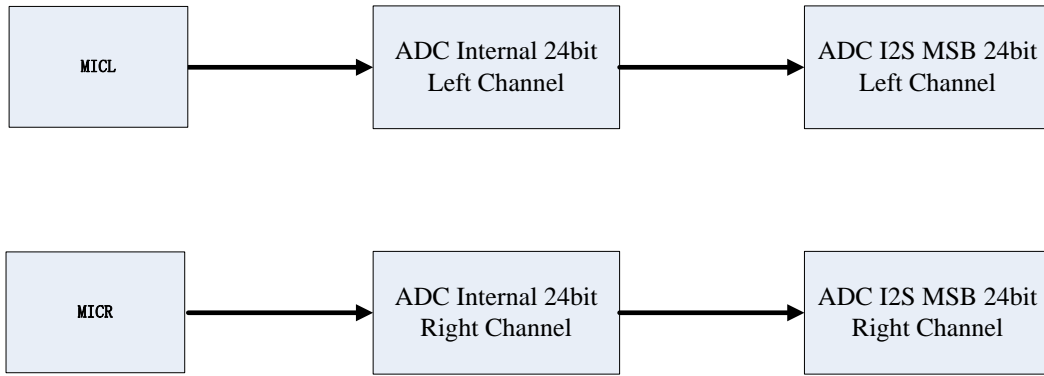 MICL
ADC Internal 24bit
Left Channel
ADC I2S MSB 24bit
Left Channel
MICR
ADC Internal 24bit
Right Channel
ADC I2S MSB 24bit
Right Channel